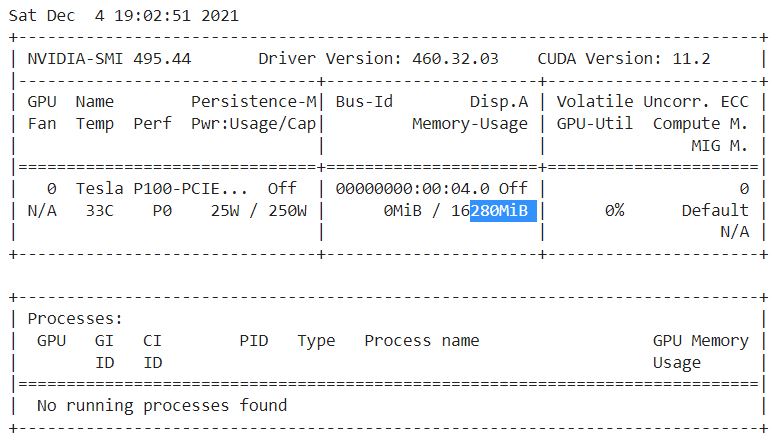 Sat Dec  4 19:02:51 2021
+-----------------------------------------------------------------------------+
| NVIDIA-SMI 495.44       Driver Version: 460.32.03    CUDA Version: 11.2     |
|-------------------------------+----------------------+----------------------+
| GPU  Name        Persistence-M| Bus-Id        Disp.A | Volatile Uncorr. ECC |
| Fan  Temp  Perf  Pwr:Usage/Cap|         Memory-Usage | GPU-Util  Compute M. |
|                               |                      |               MIG M. |
|===============================+======================+======================|
|   0  Tesla P100-PCIE...  Off  | 00000000:00:04.0 Off |                    0 |
| N/A   33C    P0    25W / 250W |      0MiB / 16280MiB |      0%      Default |
|                               |                      |                  N/A |
+-------------------------------+----------------------+----------------------+

+-----------------------------------------------------------------------------+
| Processes:                                                                  |
|  GPU   GI   CI        PID   Type   Process name                  GPU Memory |
|        ID   ID                                                   Usage      |
|=============================================================================|
|  No running processes found                                                 |
+-----------------------------------------------------------------------------+